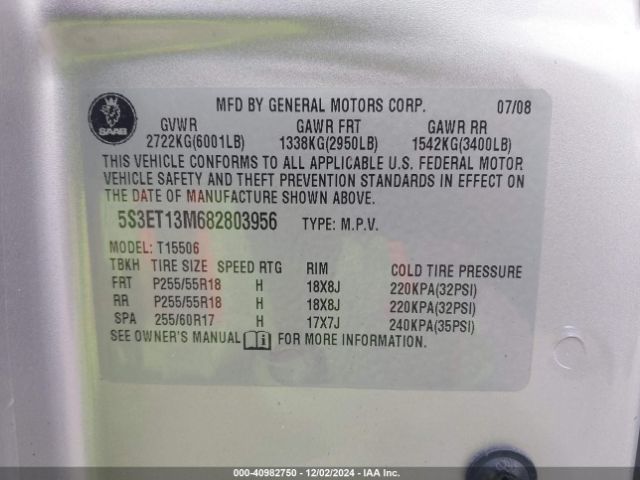 MFD BY GENERAL MOTORS CORP. 07/08
SAAB
GVWR GAWR FRT GAWR RR
2722KG(6001LB) 1338KG(2950LB) 1542KG(3400LB)
THIS VEHICLE CONFORMS TO ALL APPLICABLE U.S. FEDERAL MOTOR
VEHICLE SAFETY AND THEFT PREVENTION STANDARDS IN EFFECT ON
THE DATE OF MANUFACTURE SHOWN ABOVE.
5S3ET13M682803956 TYPE: M.P.V.
MODEL: T15506
TBKH TIRE SIZE SPEED RTG RIM COLD TIRE PRESSURE
FRT P255/55R18 H 18X8J 220KPA(32PSI)
RR P255/55R18 H 18X8J 220KPA(32PSI)
SPA 255/60R17 H 17X7J 240KPA(35PSI)
SEE OWNER'S MANUAL i FOR MORE INFORMATION.
000-40982750 - 12/02/2024 - IAA Inc.